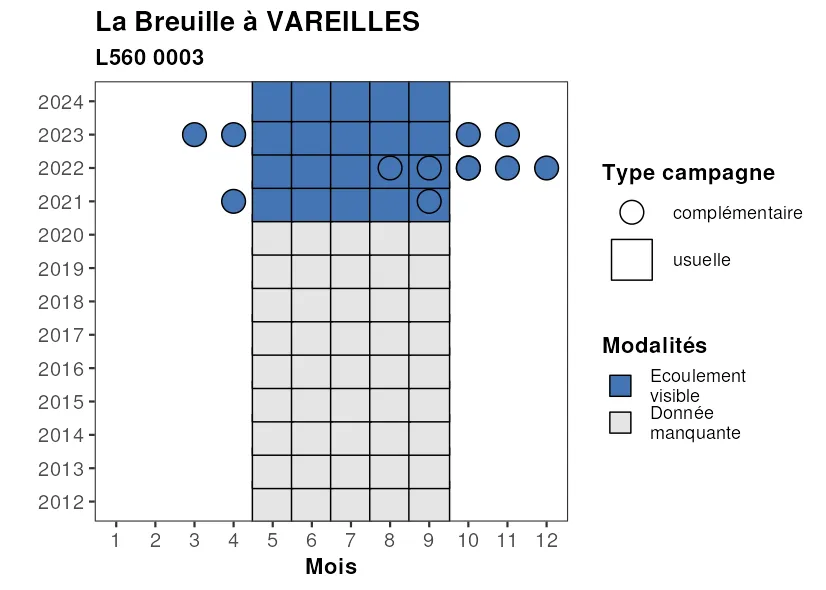 La Breuille à VAREILLES
L560 0003
2024
2023
2022
2021
2020
2019
2018
2017
2016
2015
2014
2013
2012
1 2 3 4 5 6 7 8 9 10 11 12
Mois
Type campagne
complémentaire
usuelle
Modalités
Ecoulement
visible
Donnée
manquante